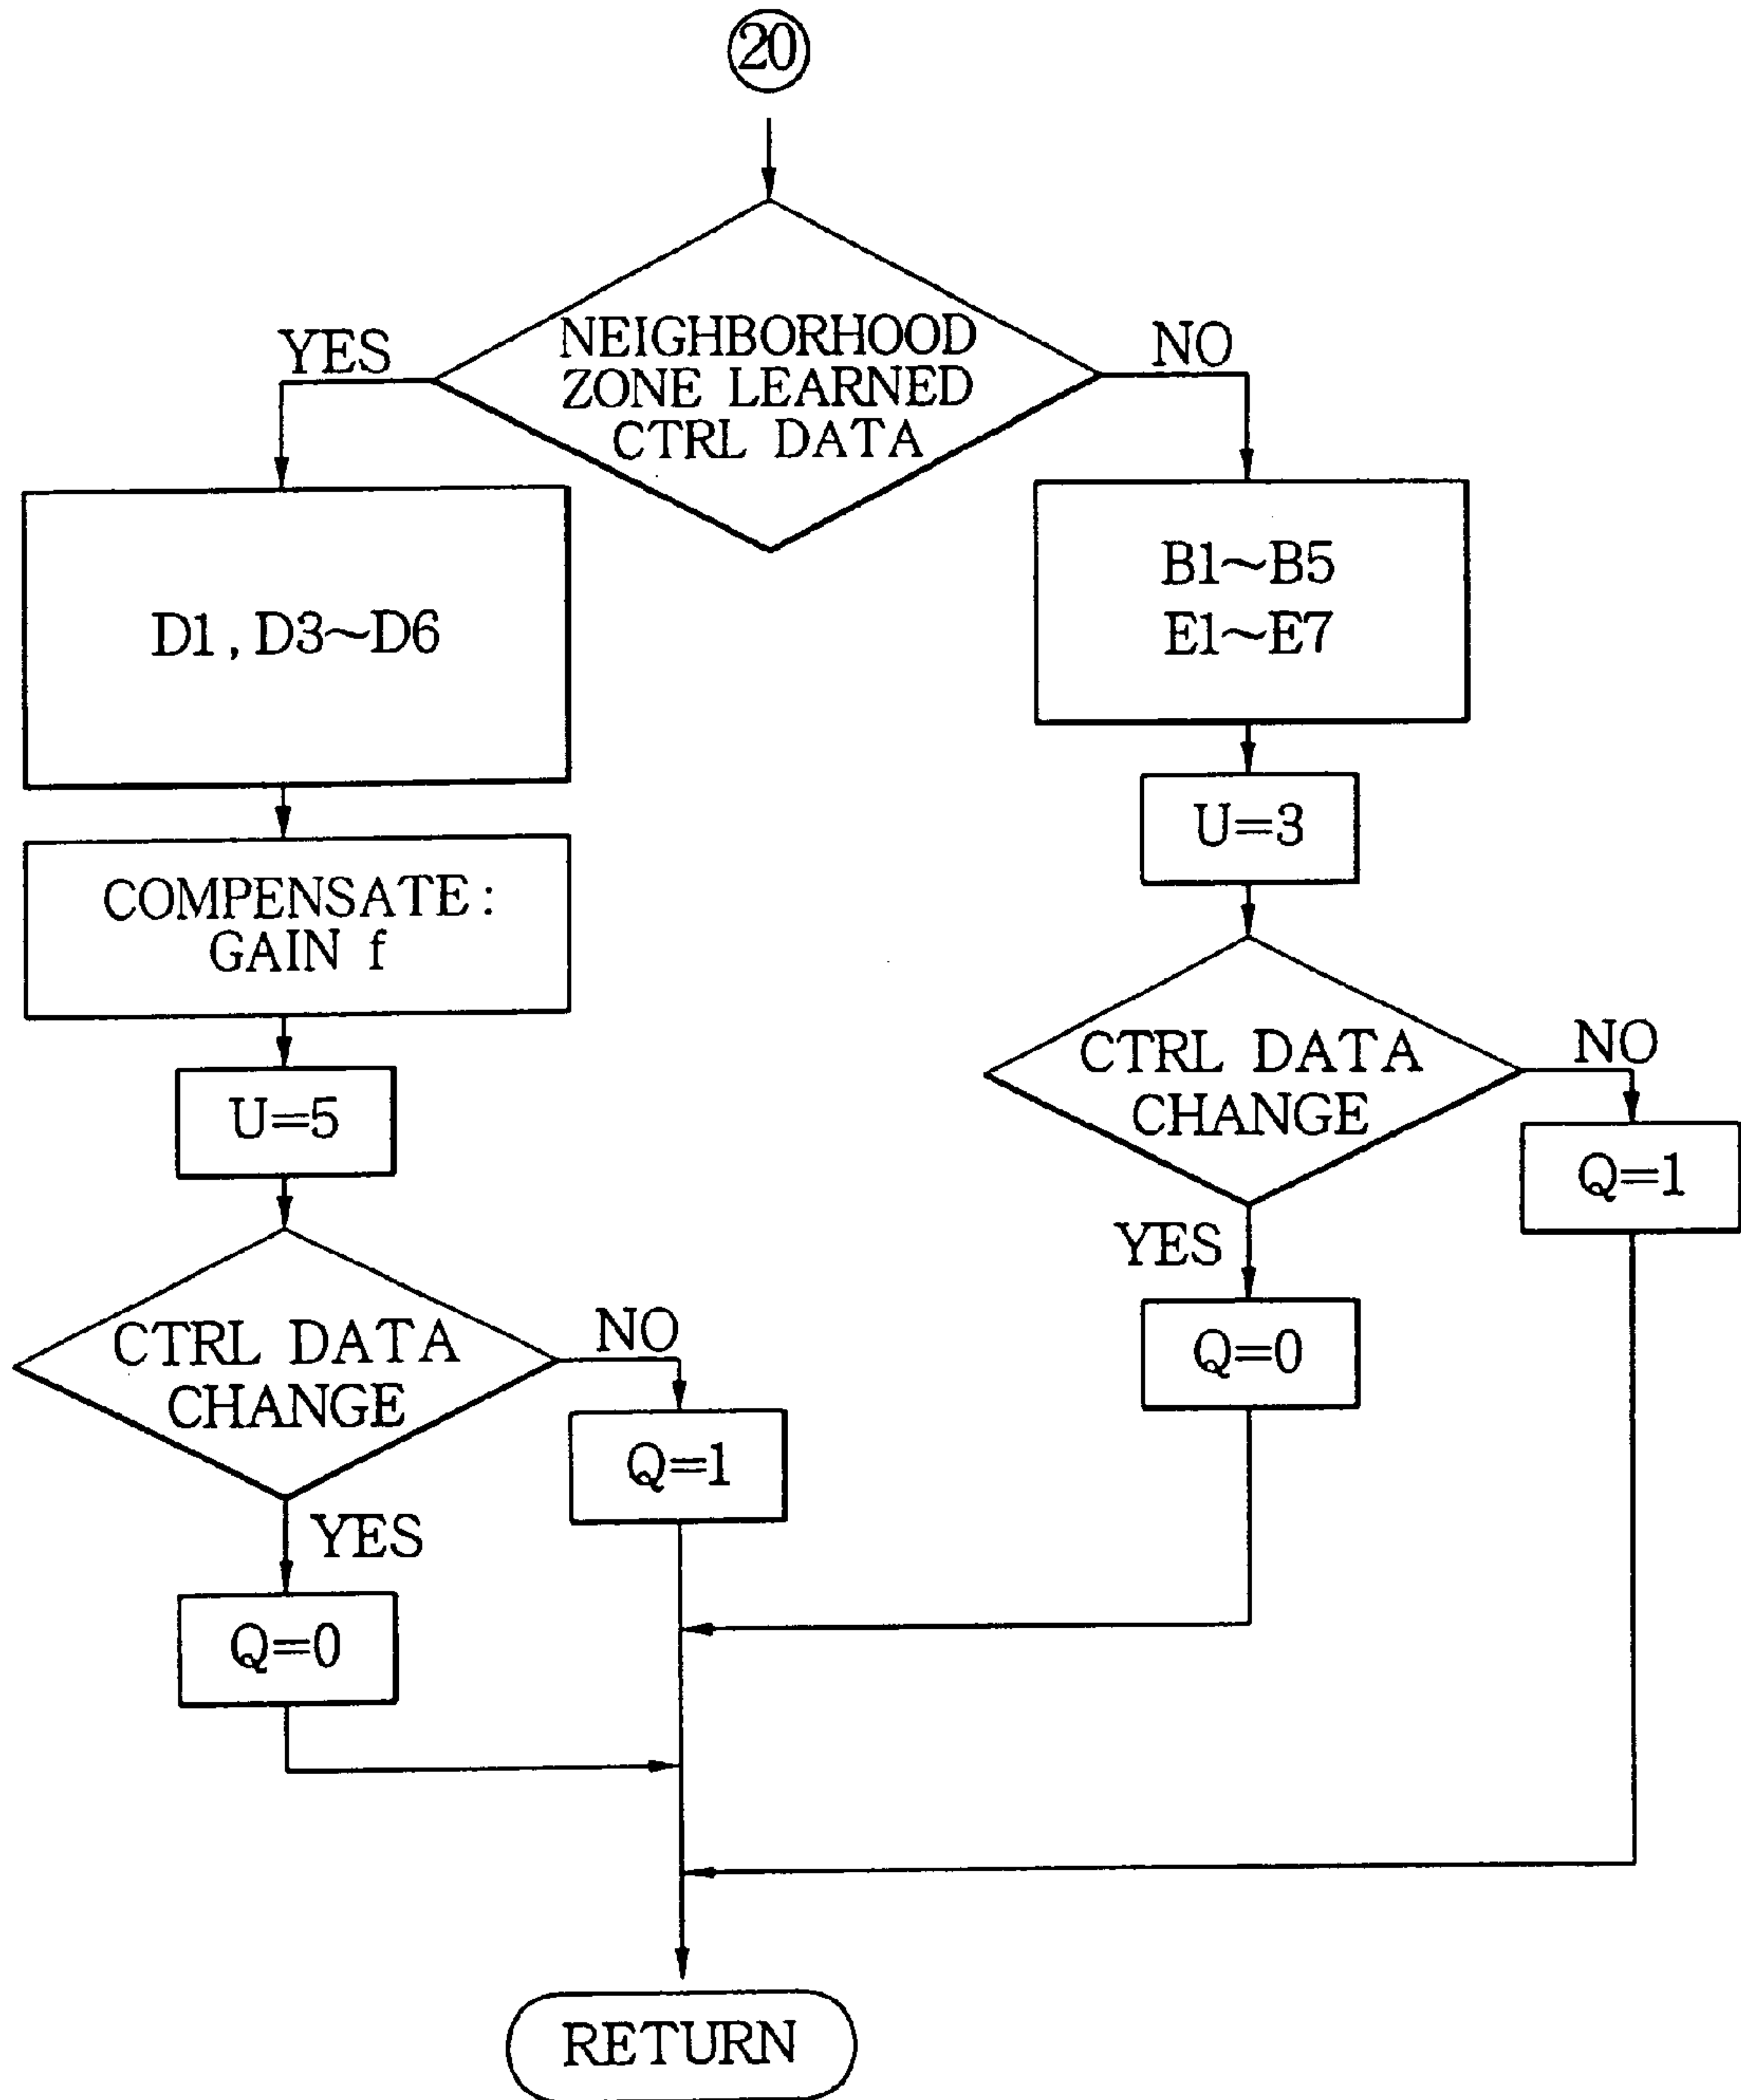 20
NEIGHBORHOOD
ZONE LEARNED
CTRL DATA
YES
NO
D1, D3~D6
B1~B5
E1~E7
COMPENSATE:
GAIN f
U=3
U=5
CTRL DATA
CHANGE
NO
Q=1
YES
Q=0
CTRL DATA
CHANGE
NO
Q=1
YES
Q=0
RETURN